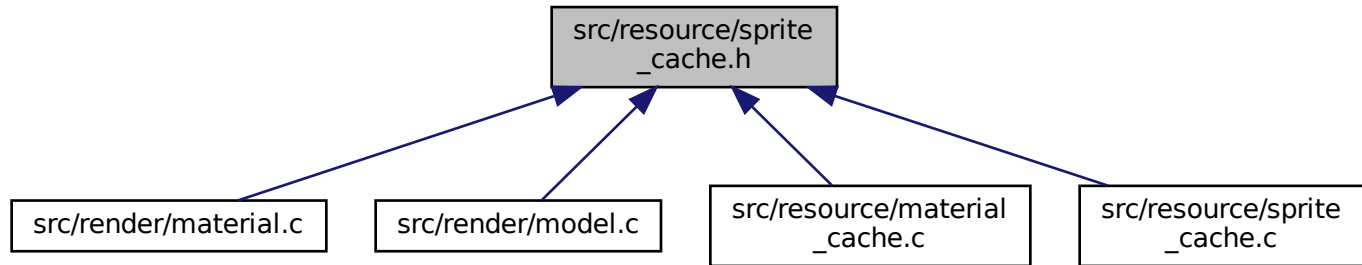 src/resource/sprite
_cache.h
src/render/material.c
src/render/model.c
src/resource/material
_cache.c
src/resource/sprite
_cache.c